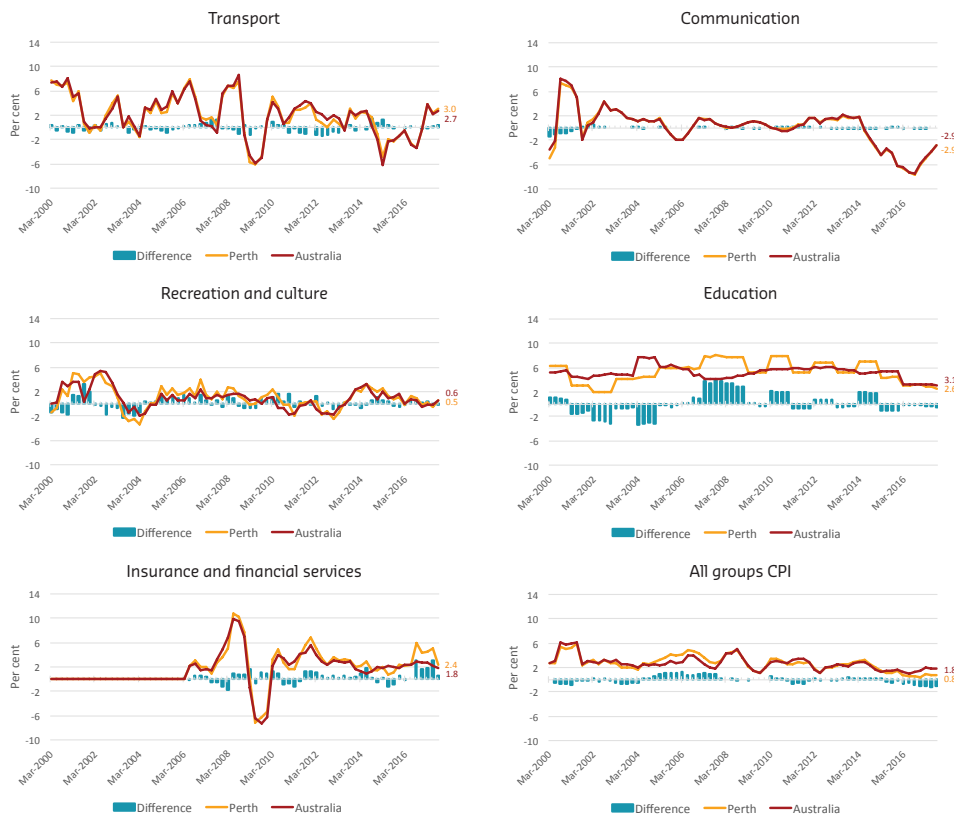 Transport
14
10
6
2
-2
-6
-10
Per cent
3.0
2.7
Mar-2000
Mar-2002
Mar-2004
Mar-2006
Mar-2008
Mar-2010
Mar-2012
Mar-2014
Mar-2016
Difference Perth Australia
Communication
14
10
6
2
-2
-6
-10
Per cent
-2.9
-2.9
Mar-2000
Mar-2002
Mar-2004
Mar-2006
Mar-2008
Mar-2010
Mar-2012
Mar-2014
Mar-2016
Difference Perth Australia
Recreation and culture
14
10
6
2
-2
-6
-10
Per cent
0.6
0.5
Mar-2000
Mar-2002
Mar-2004
Mar-2006
Mar-2008
Mar-2010
Mar-2012
Mar-2014
Mar-2016
Difference Perth Australia
Education
14
10
6
2
-2
-6
-10
Per cent
2.6
Mar-2000
Mar-2002
Mar-2004
Mar-2006
Mar-2008
Mar-2010
Mar-2012
Mar-2014
Mar-2016
Difference Perth Australia
Insurance and financial services
14
10
6
2
-2
-6
-10
Per cent
2.4
1.8
Mar-2000
Mar-2002
Mar-2004
Mar-2006
Mar-2008
Mar-2010
Mar-2012
Mar-2014
Mar-2016
Difference Perth Australia
All groups CPI
14
10
6
2
-2
-6
-10
Per cent
1.8
0.8
Mar-2000
Mar-2002
Mar-2004
Mar-2006
Mar-2008
Mar-2010
Mar-2012
Mar-2014
Mar-2016
Difference Perth Australia